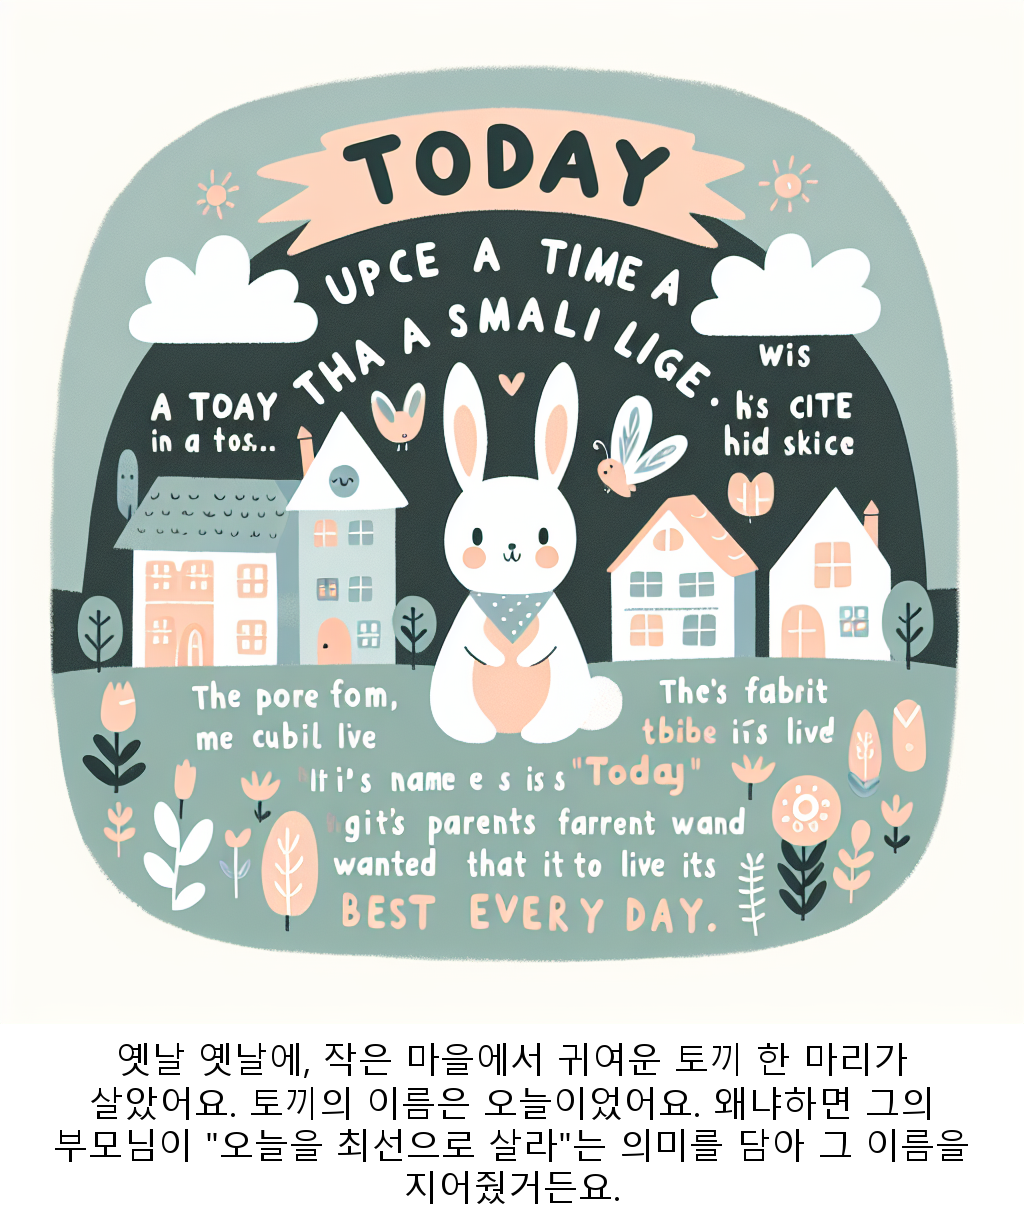 TODAY
UPCE A TIME A
THA A SMALI LIGE.
wis
A TOAY
in a tos...
h's CITE
hid skice
The pore fom,
me cubil live
The's fabrit
tbibe iís livd
It i's name e s is s "Today"
git's parents farrent wand
wanted that it to live its
BEST EVERY DAY.
옛날 옛날에, 작은 마을에서 귀여운 토끼 한 마리가
살았어요. 토끼의 이름은 오늘이었어요. 왜냐하면 그의
부모님이 "오늘을 최선으로 살라"는 의미를 담아 그 이름을
지어줬거든요.